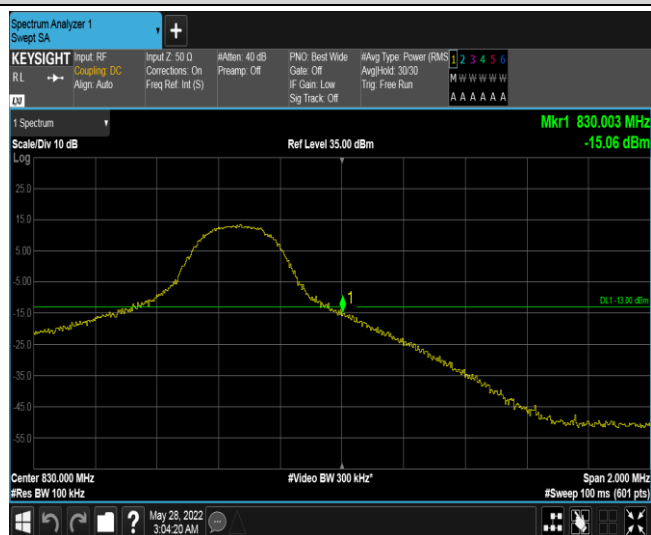 Spectrum Analyzer 1
Swept SA
+
KEYSIGHT
RL
LXI
Input: RF
Coupling: DC
Align: Auto
Input Z: 50 Ω
Corrections: On
Freq Ref: Int (S)
#Atten: 40 dB
Preamp: Off
PNO: Best Wide
Gate: Off
IF Gain: Low
Sig Track: Off
#Avg Type: Power (RMS
Avg|Hold: 30/30
Trig: Free Run
1 2 3 4 5 6
M W W W W W
A A A A A A
1 Spectrum
Scale/Div 10 dB
Ref Level 35.00 dBm
Mkr1 830.003 MHz
-15.06 dBm
Log
25.0
15.0
5.00
-5.00
-15.0
-25.0
-35.0
-45.0
-55.0
1
DL1 -13.00 dBm
Center 830.000 MHz
#Res BW 100 kHz
#Video BW 300 kHz*
Span 2.000 MHz
#Sweep 100 ms (601 pts)
?
May 28, 2022
3:04:20 AM